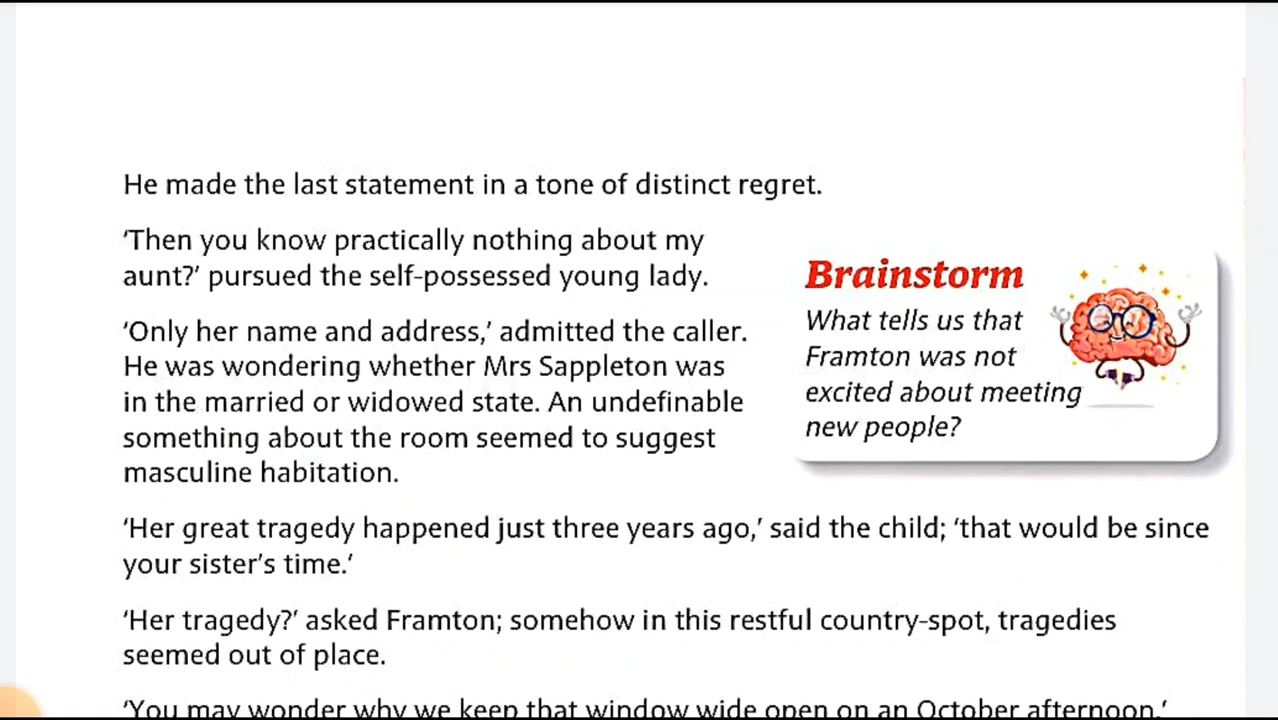 He made the last statement in a tone of distinct regret.
‘Then you know practically nothing about my
aunt?’ pursued the self-possessed young lady.
‘Only her name and address,’ admitted the caller.
He was wondering whether Mrs Sappleton was
in the married or widowed state. An undefinable
something about the room seemed to suggest
masculine habitation.
Brainstorm
What tells us that
Framton was not
excited about meeting
new people?
‘Her great tragedy happened just three years ago,’ said the child; ‘that would be since
your sister’s time.’
‘Her tragedy?’ asked Framton; somehow in this restful country-spot, tragedies
seemed out of place.
‘You may wonder why we keep that window wide open on an October afternoon,’